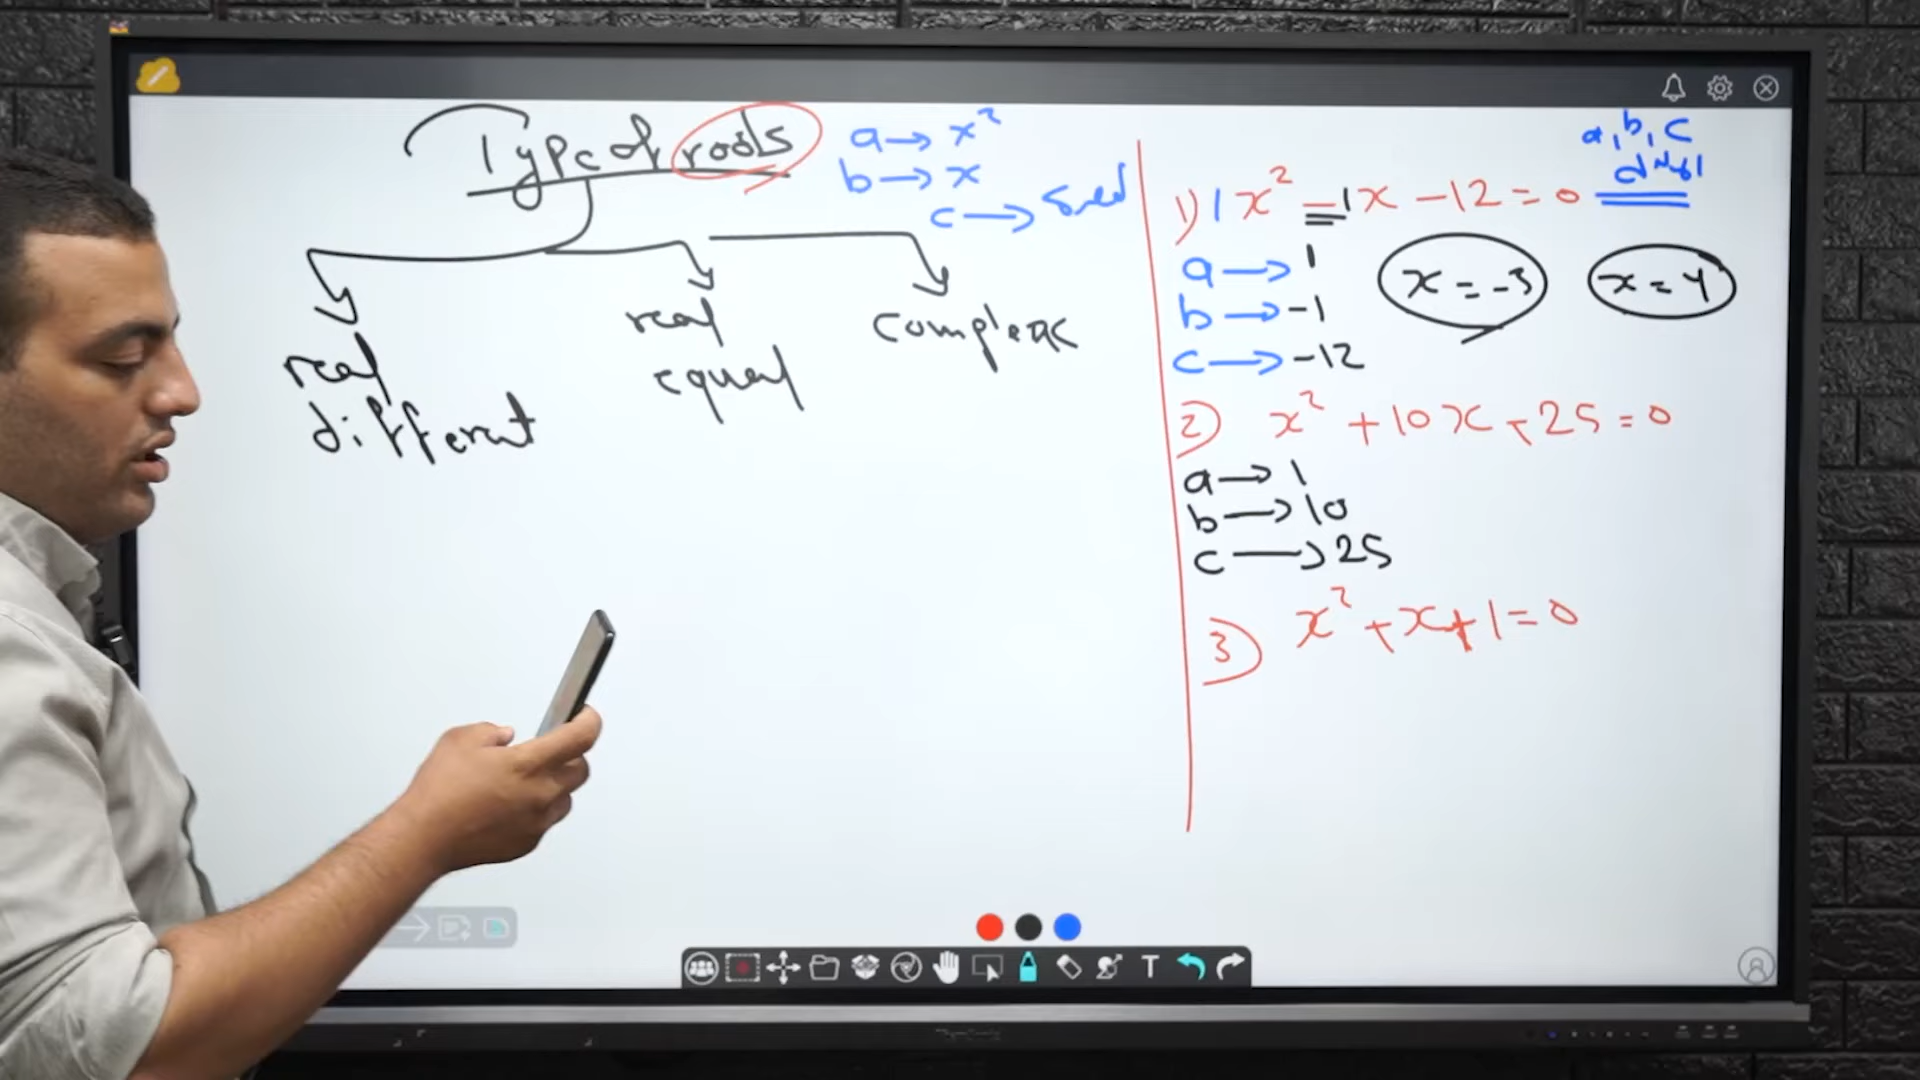 Type of roots
a → x²
b → x
c →
real different
real equal
complex
a, b, c
1) 1x² - 1x - 12 = 0
a → 1
b → -1
c → -12
x = -3
x = 4
2) x² + 10x + 25 = 0
a → 1
b → 10
c → 25
3) x² + x + 1 = 0
T